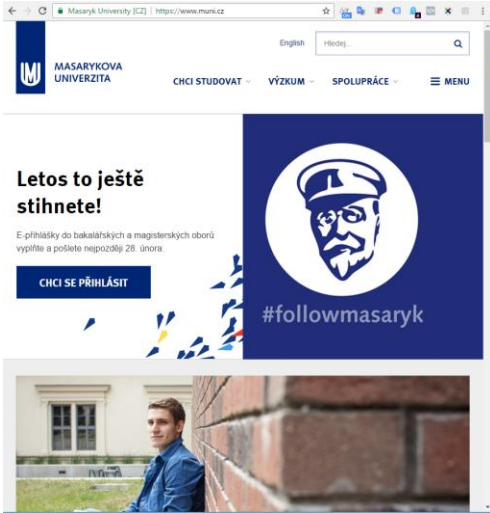 Masaryk University [CZ] | https://www.muni.cz
English
Hledej...
MASARYKOVA
UNIVERZITA
CHCI STUDOVAT
VÝZKUM
SPOLUPRÁCE
MENU
Letos to ještě
stihnete!
E-přihlášky do bakalářských a magisterských oborů
vyplňte a pošlete nejpozději 28. února.
CHCI SE PŘIHLÁSIT
#followmasaryk